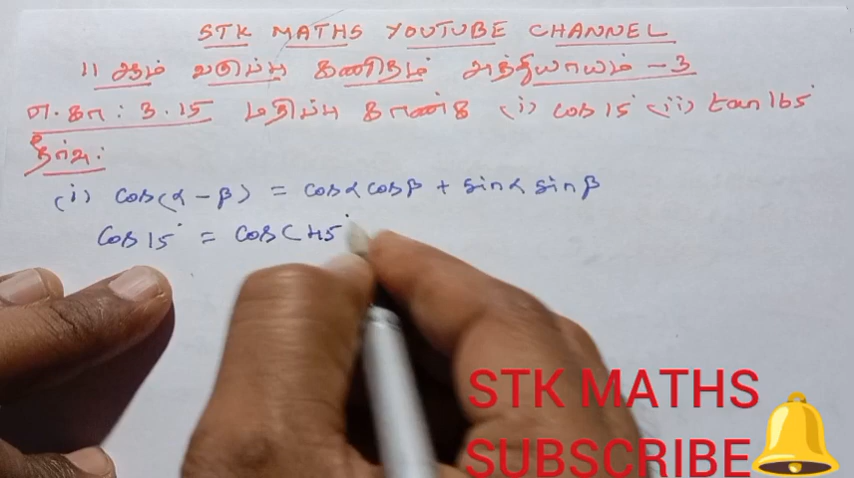 STK MATHS YOUTUBE CHANNEL
11 ஆம் வகுப்பு கணிதம் அத்தியாயம் - 3
எ.கா : 3.15 மதிப்பு காண்க (i) cos 15° (ii) tan 165°
தீர்வு:
(i) cos(α - β) = cosα cosβ + sinα sinβ
cos 15° = cos(45°
STK MATHS
SUBSCRIBE